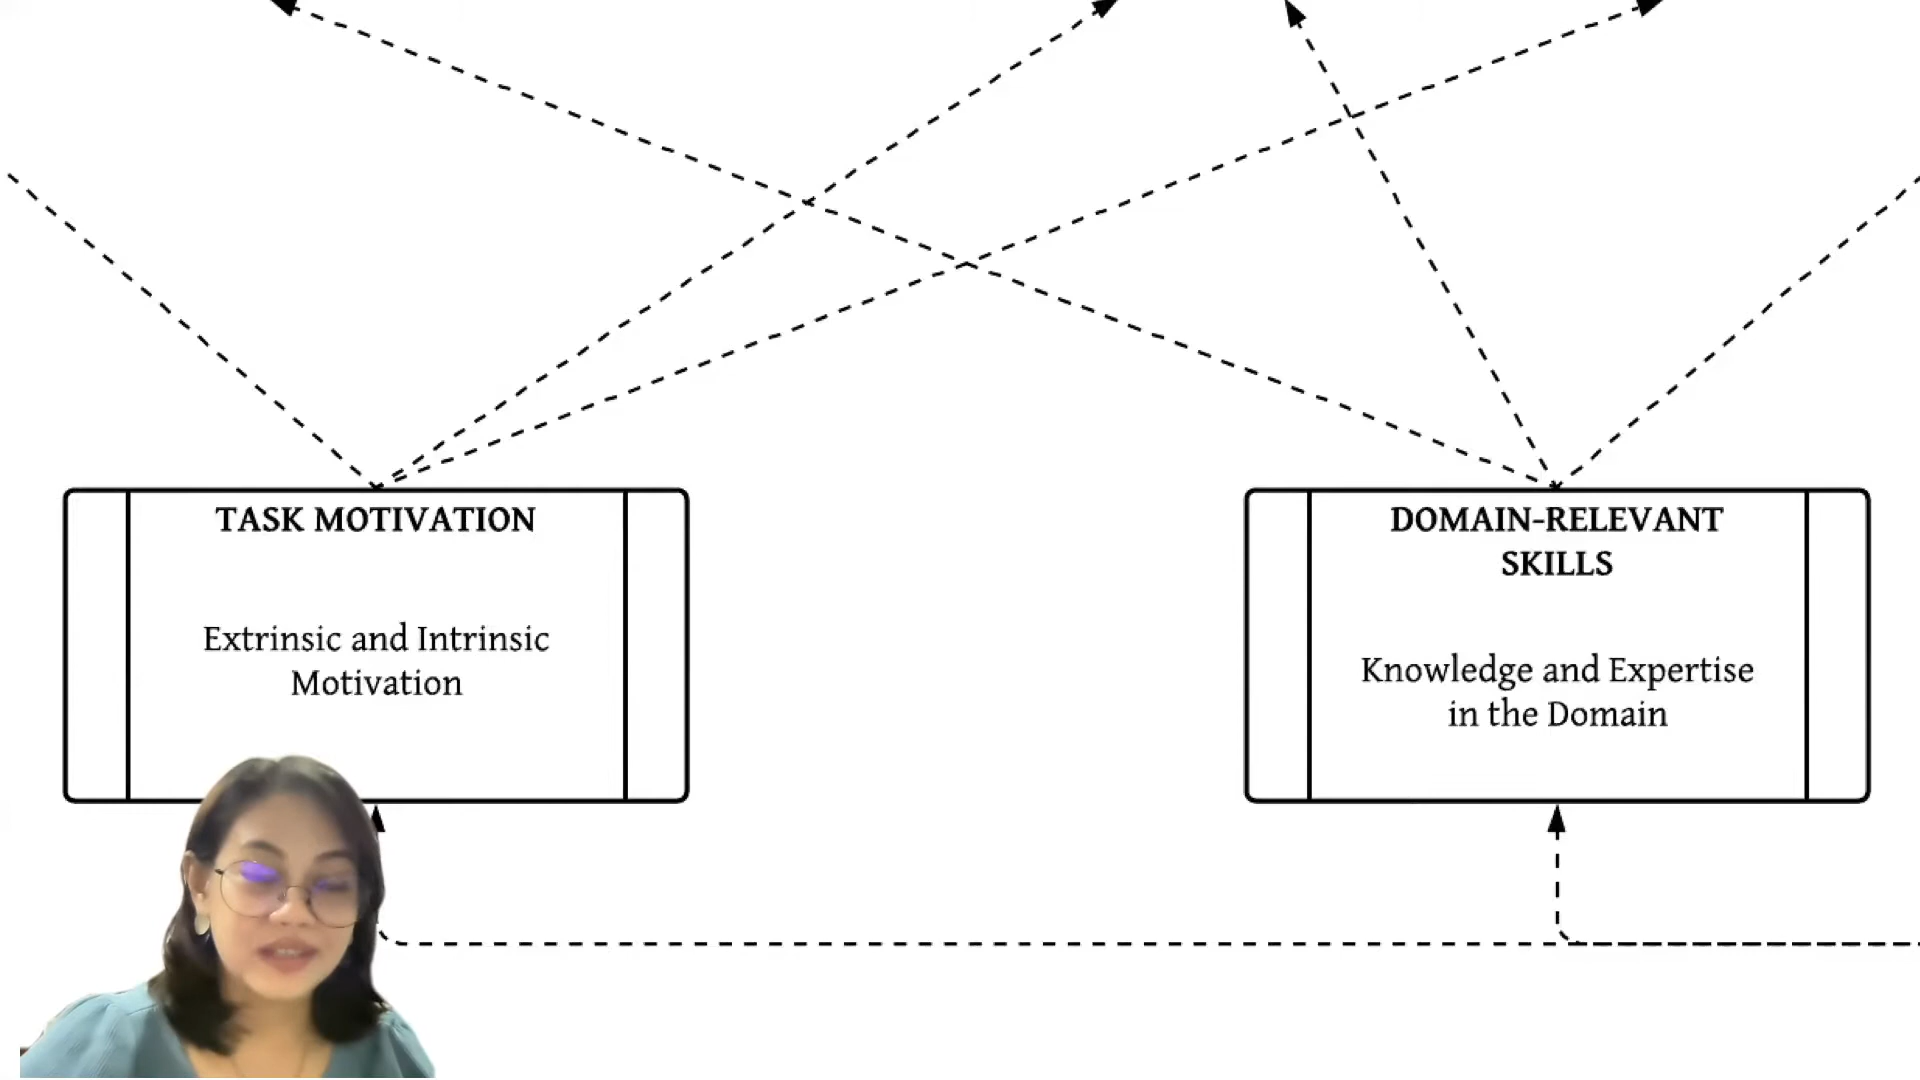 TASK MOTIVATION
Extrinsic and Intrinsic
Motivation
DOMAIN-RELEVANT
SKILLS
Knowledge and Expertise
in the Domain